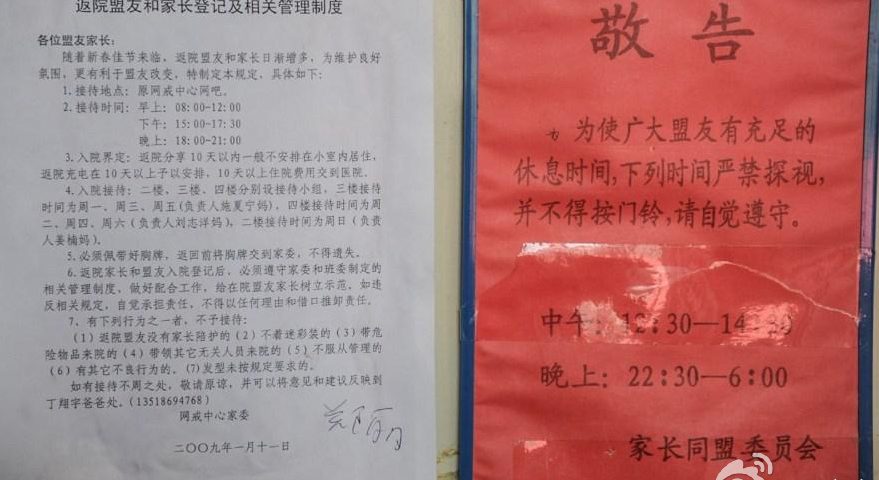 返院盟友和家长登记及相关管理制度
各位盟友家长：
随着新春佳节来临，返院盟友和家长日渐增多，为维护良好
氛围，更有利于盟友改变，特制定本规定，具体如下：
1.接待地点：原网戒中心网吧。
2.接待时间：早上：08:00-12:00
下午：15:00-17:30
晚上：18:00-21:00
3.入院界定：返院分享10天以内一般不安排在小室内居住，
返院充电在10天以上予以安排，10天以上住院费用交到医院。
4.入院接待：二楼、三楼、四楼分别设接待小组，三楼接待
时间为周一、周三、周五(负责人施夏宁妈)，四楼接待时间为周
二、周四、周六（负责人刘志洋妈)，二楼接待时间为周日（负责
人姜楠妈)。
5.必须佩带好胸牌，返回前将胸牌交到家委，不得遗失。
6.返院家长和盟友入院登记后，必须遵守家委和班委制定的
相关管理制度，做好配合工作，给在院盟友家长树立示范。如违
反相关规定，自觉承担责任，不得以任何理由和借口推卸责任。
7、有下列行为之一者，不予接待：
(1)返院盟友没有家长陪护的(2)不着迷彩装的(3)带危
险物品来院的(4)带领其它无关人员来院的(5)不服从管理的
(6)有其它不良行为的。(7)发型未按规定要求的。
如有接待不周之处，敬请原谅，并可以将意见和建议反映到
丁翔宇爸爸处。(13518694768)
网戒中心家委
二〇〇九年一月十一日
敬告
为使广大盟友有充足的
休息时间,下列时间严禁探视,
并不得按门铃,请自觉遵守。
中午：12:30—14:30
晚上：22:30—6:00
家长同盟委员会